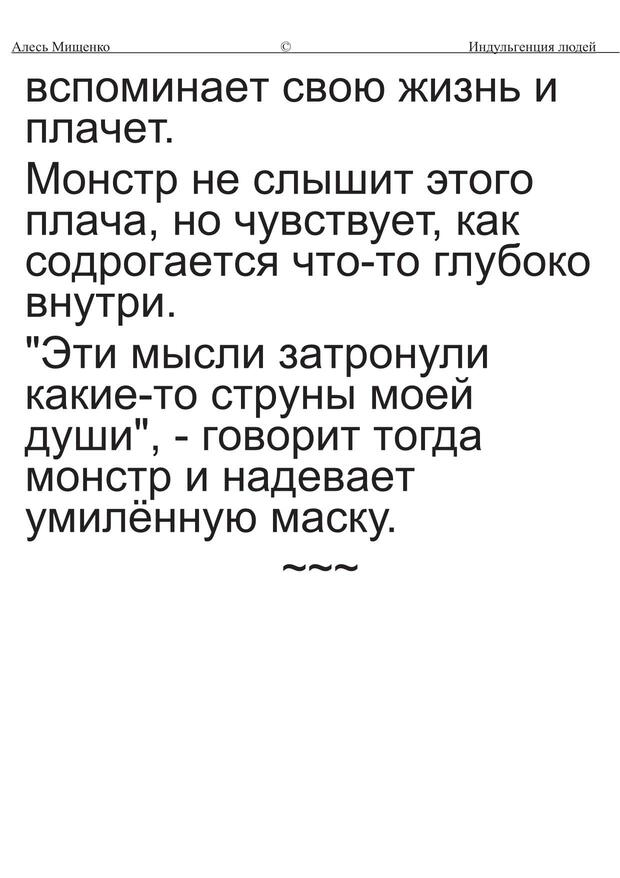 Алесь Мищенко © Индульгенция людей
вспоминает свою жизнь и
плачет.
Монстр не слышит этого
плача, но чувствует, как
содрогается что-то глубоко
внутри.
"Эти мысли затронули
какие-то струны моей
души", - говорит тогда
монстр и надевает
умилённую маску.
~~~